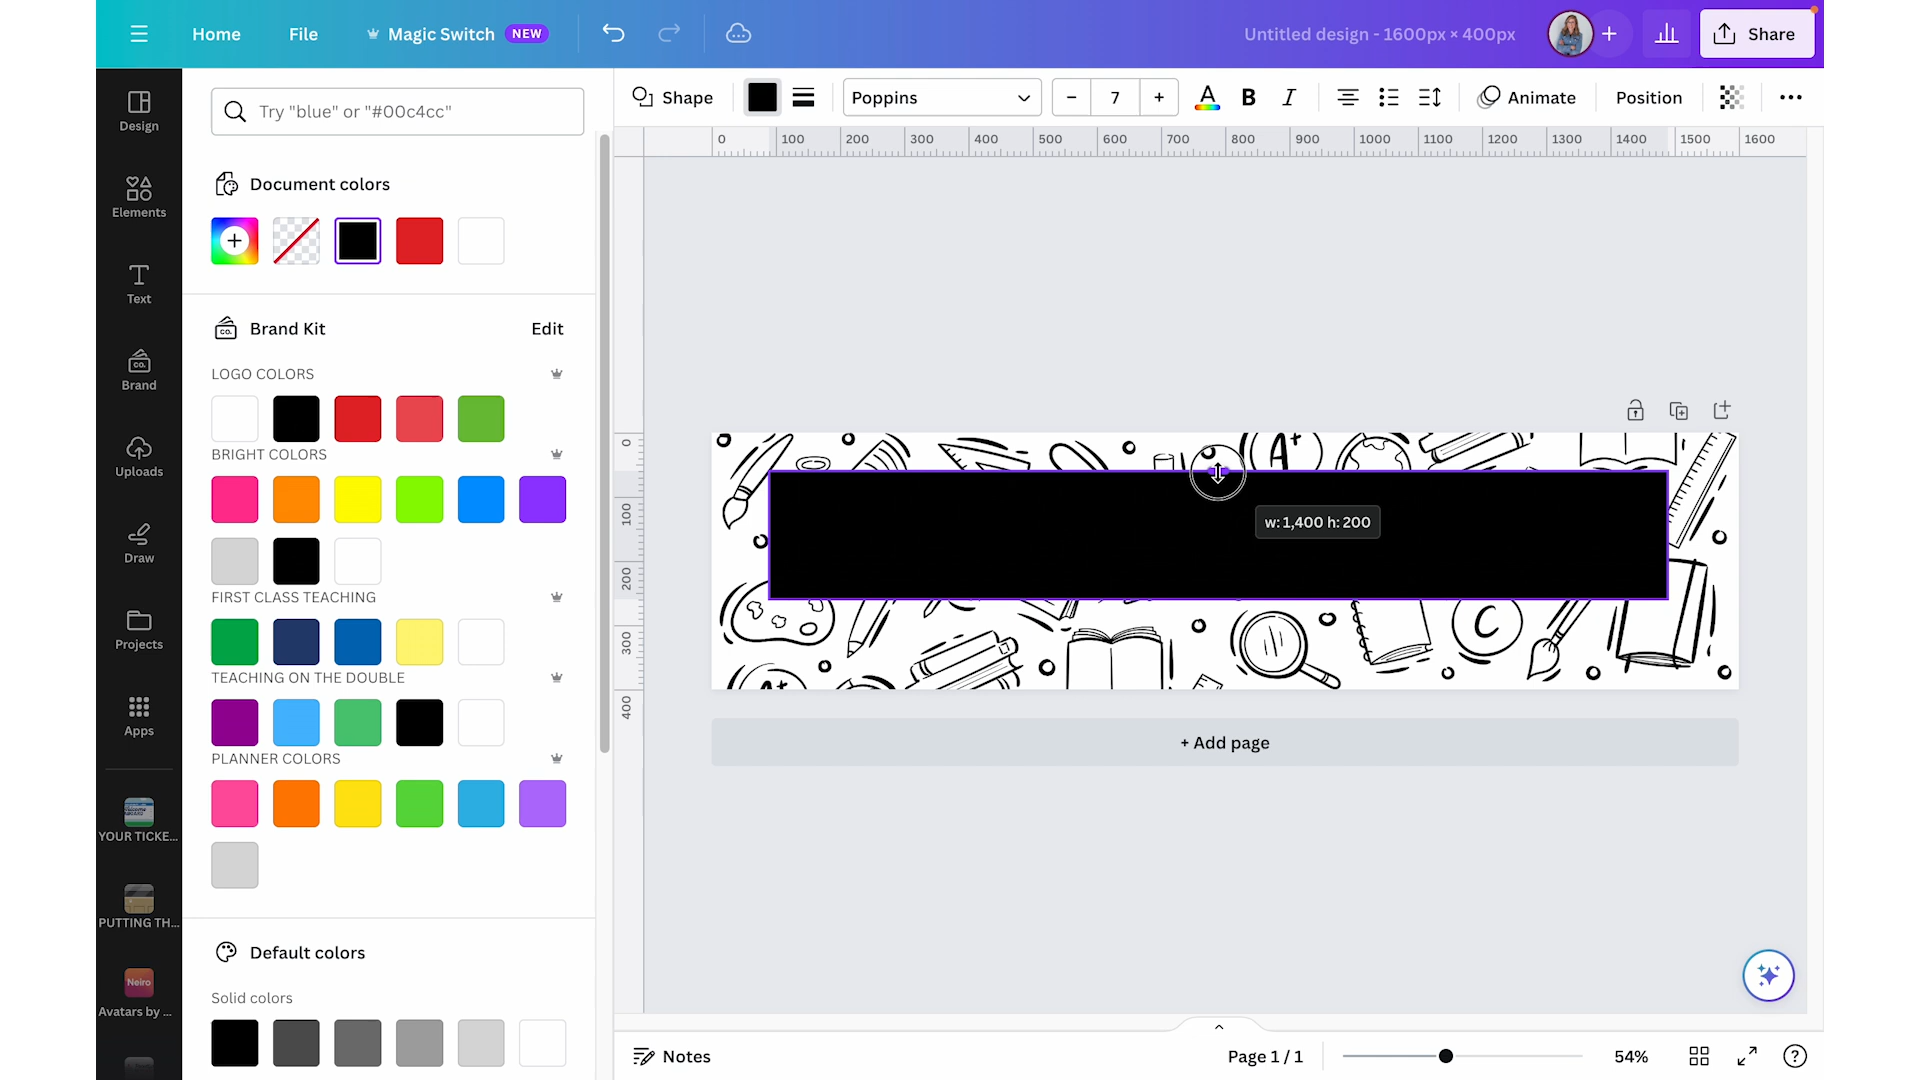 Home File Magic Switch NEW Untitled design - 1600px × 400px Share
Design
Elements
Text
Brand
CO.
Uploads
Draw
Projects
Apps
YOUR TICKE...
PUTTING TH...
Neiro
Avatars by ...
Try "blue" or "#00c4cc"
Document colors
CO. Brand Kit Edit
LOGO COLORS
BRIGHT COLORS
FIRST CLASS TEACHING
TEACHING ON THE DOUBLE
PLANNER COLORS
Default colors
Solid colors
Shape Poppins − 7 + A B I Animate Position
0 100 200 300 400 500 600 700 800 900 1000 1100 1200 1300 1400 1500 1600
0
100
200
300
400
A+
w: 1,400 h: 200
C
A+
+ Add page
Notes Page 1 / 1 54%